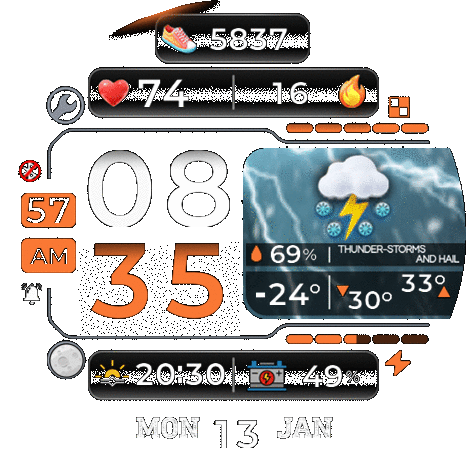 5837
74 | 16
08
57
35
AM
69% | THUNDER-STORMS
AND HAIL
-24° 30° 33°
20:30 49%
MON 13 JAN